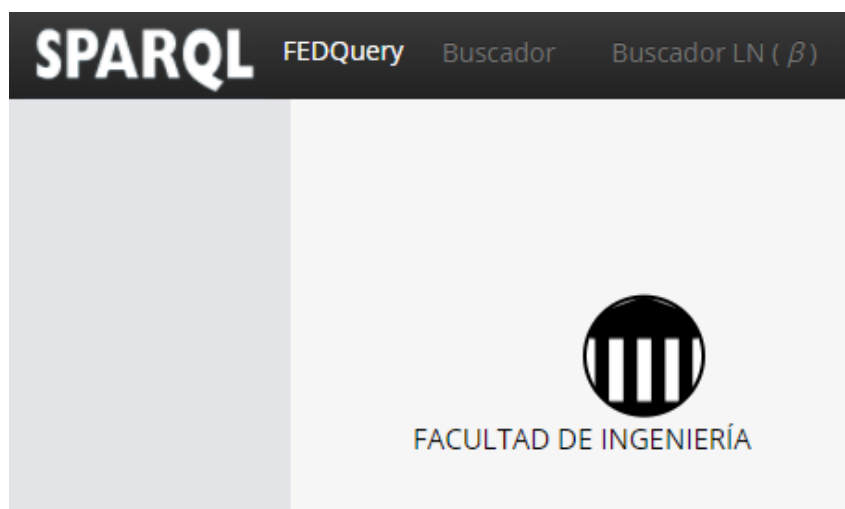 SPARQL FEDQuery Buscador Buscador LN ( β )
FACULTAD DE INGENIERÍA